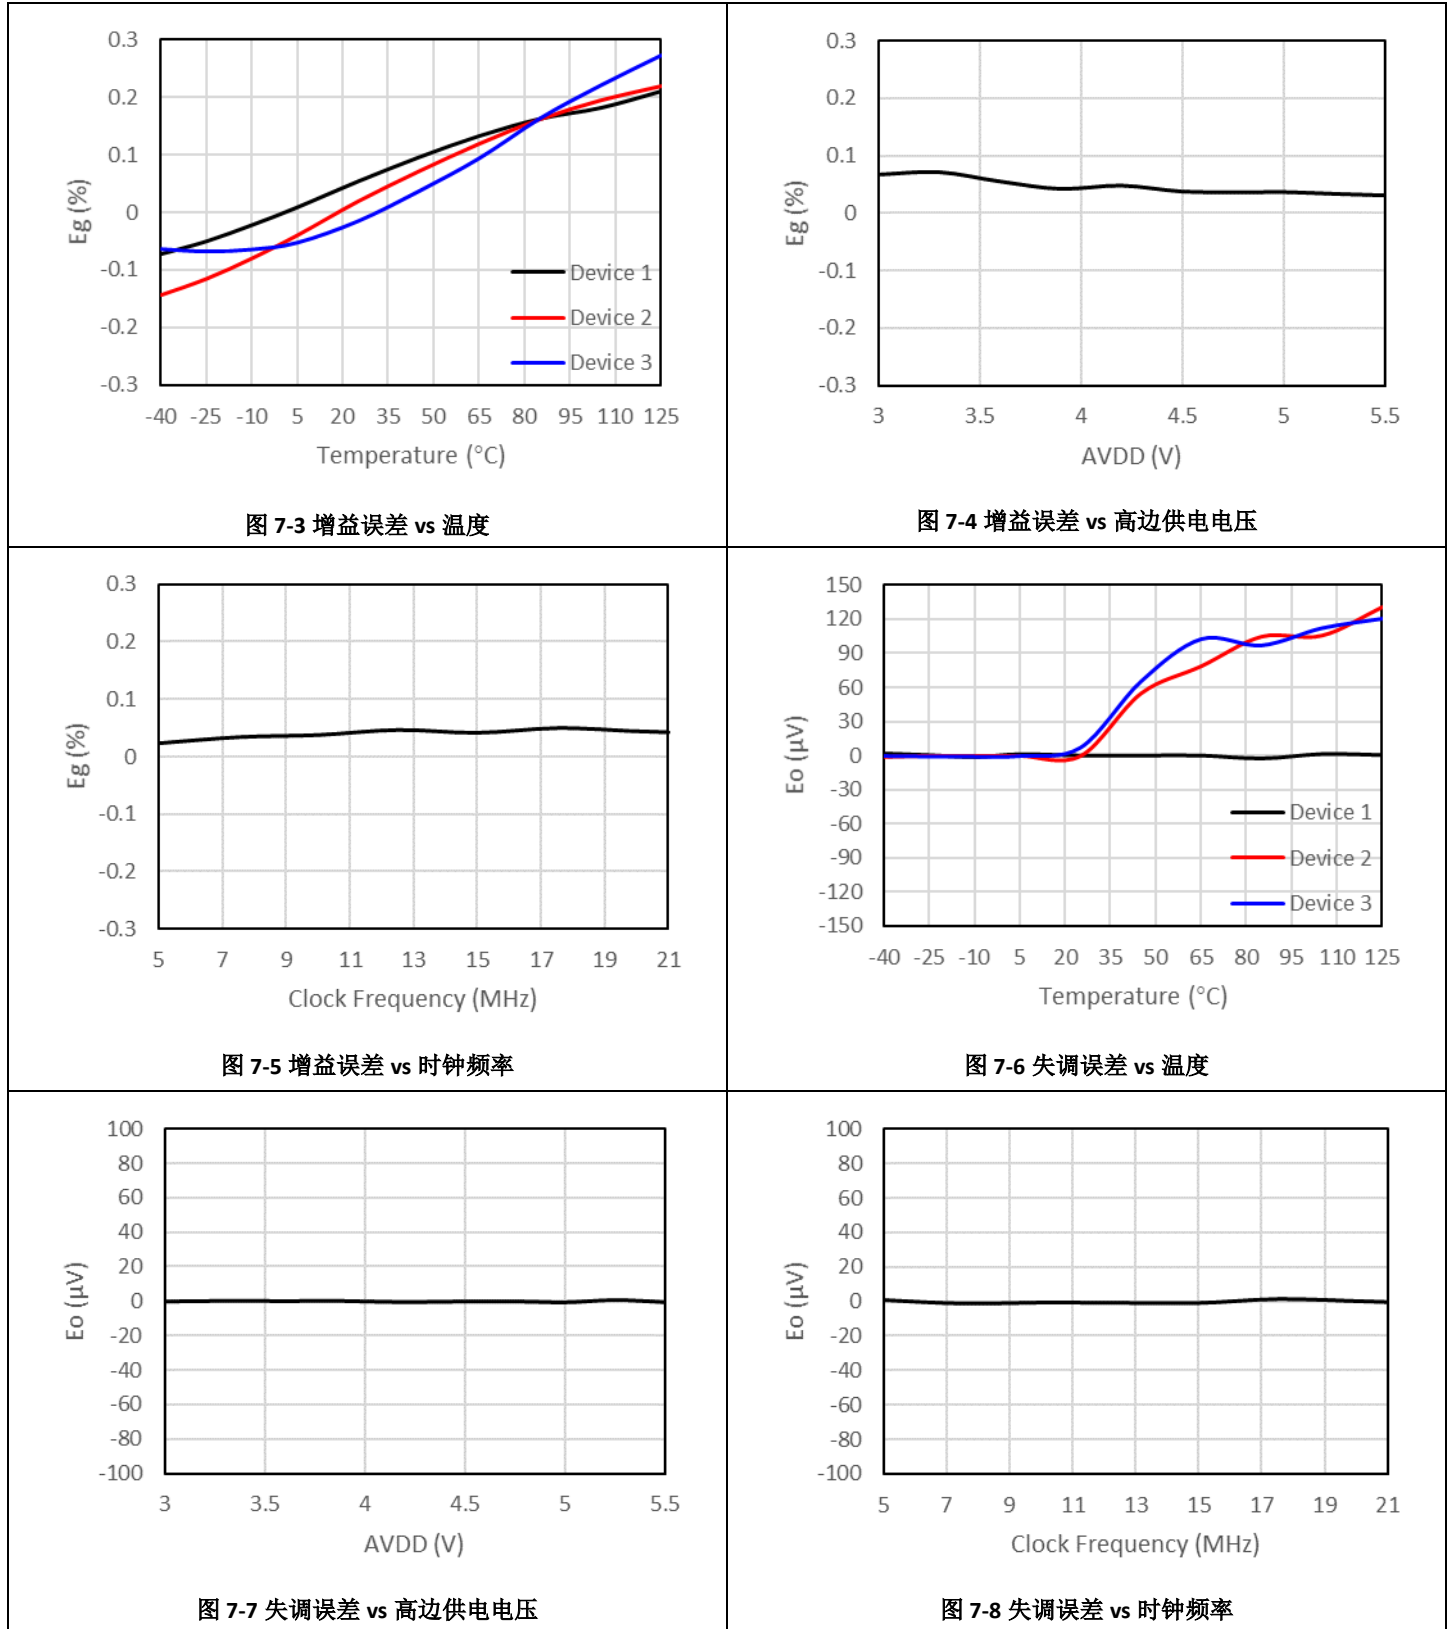 0.3
0.2
0.1
0
-0.1
-0.2
-0.3
Eg (%)
Device 1
Device 2
Device 3
-40 -25 -10 5 20 35 50 65 80 95 110 125
Temperature (°C)
图 7-3 增益误差 vs 温度
0.3
0.2
0.1
0
-0.1
-0.2
-0.3
Eg (%)
3 3.5 4 4.5 5 5.5
AVDD (V)
图 7-4 增益误差 vs 高边供电电压
0.3
0.2
0.1
0
-0.1
-0.2
-0.3
Eg (%)
5 7 9 11 13 15 17 19 21
Clock Frequency (MHz)
图 7-5 增益误差 vs 时钟频率
150
120
90
60
30
0
-30
-60
-90
-120
-150
Eo (μV)
Device 1
Device 2
Device 3
-40 -25 -10 5 20 35 50 65 80 95 110 125
Temperature (°C)
图 7-6 失调误差 vs 温度
100
80
60
40
20
0
-20
-40
-60
-80
-100
Eo (μV)
3 3.5 4 4.5 5 5.5
AVDD (V)
图 7-7 失调误差 vs 高边供电电压
100
80
60
40
20
0
-20
-40
-60
-80
-100
Eo (μV)
5 7 9 11 13 15 17 19 21
Clock Frequency (MHz)
图 7-8 失调误差 vs 时钟频率